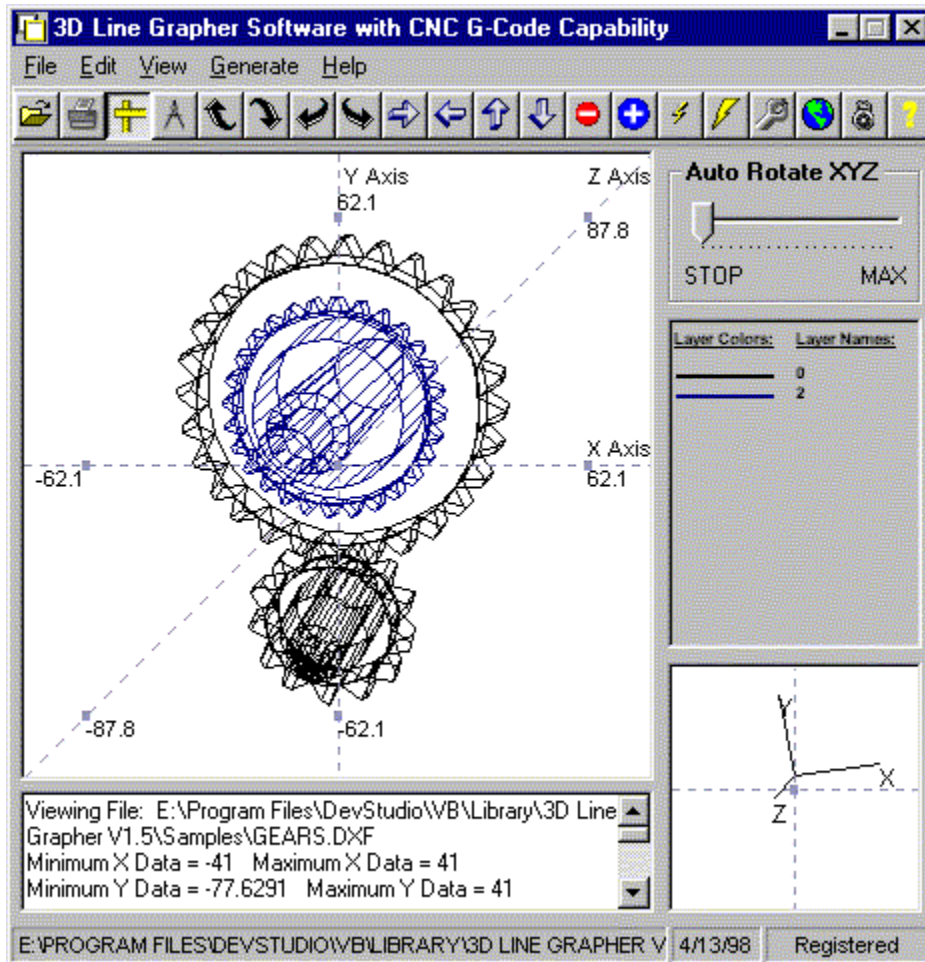 3D Line Grapher Software with CNC G-Code Capability
File Edit View Generate Help
Y Axis
62.1
Z Axis
87.8
X Axis
62.1
-62.1
-87.8
-62.1
Auto Rotate XYZ
STOP MAX
Layer Colors: Layer Names:
0
2
Y
X
Z
Viewing File: E:\Program Files\DevStudio\VB\Library\3D Line
Grapher V1.5\Samples\GEARS.DXF
Minimum X Data = -41 Maximum X Data = 41
Minimum Y Data = -77.6291 Maximum Y Data = 41
E:\PROGRAM FILES\DEVSTUDIO\VB\LIBRARY\3D LINE GRAPHER V 4/13/98 Registered